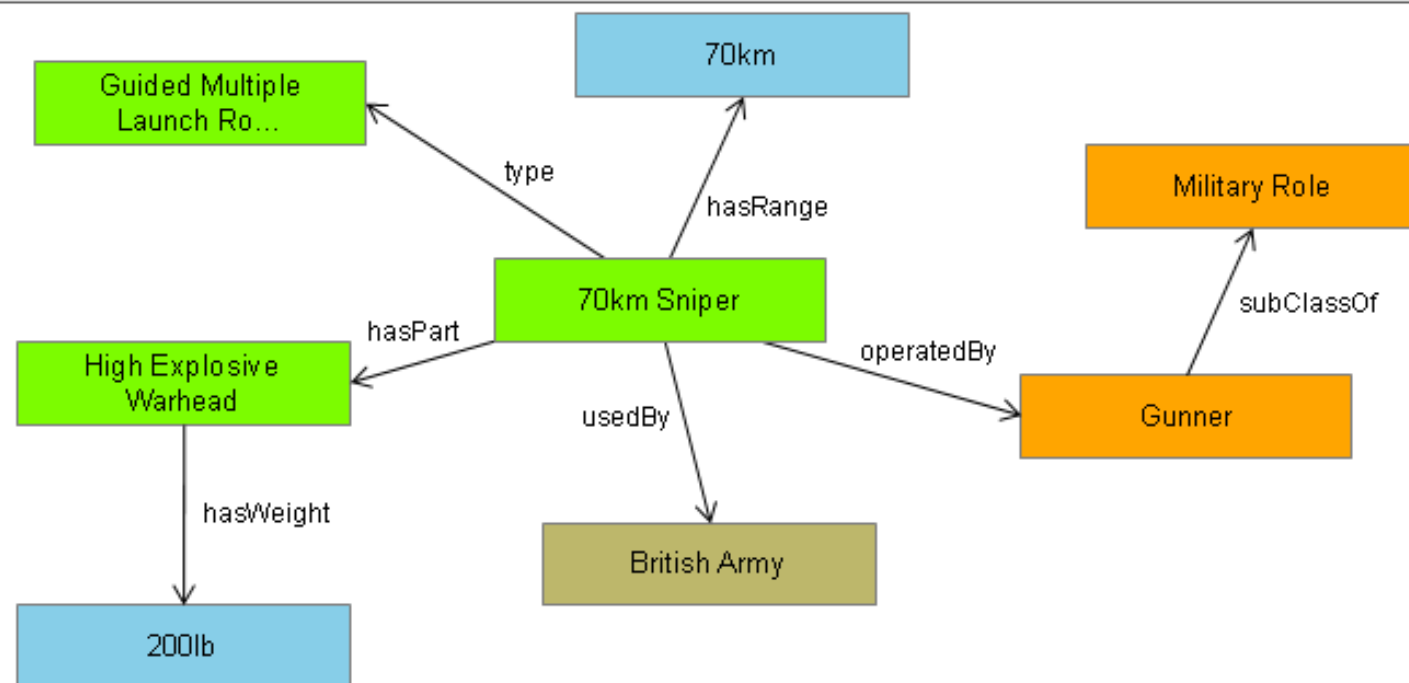 70km
Guided Multiple
Launch Ro...
type
hasRange
Military Role
70km Sniper
subClassOf
hasPart
operatedBy
High Explosive
Warhead
usedBy
Gunner
hasWeight
British Army
200lb